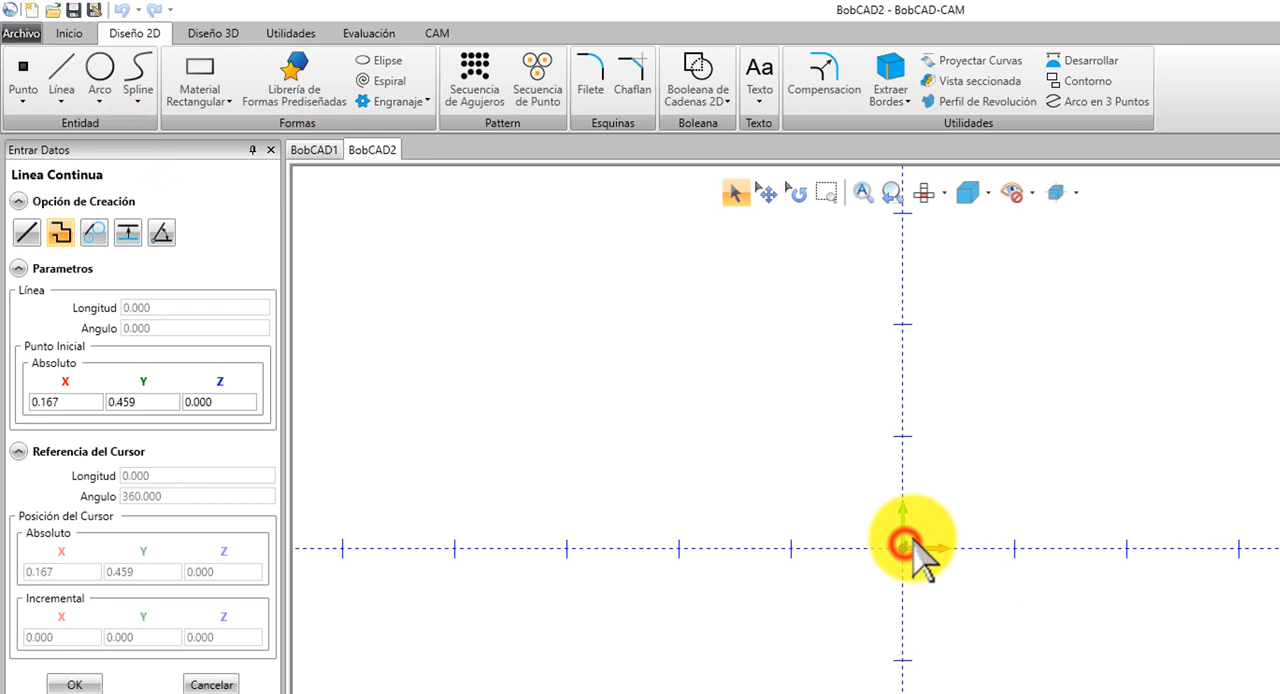 BobCAD2 - BobCAD-CAM
Archivo Inicio Diseño 2D Diseño 3D Utilidades Evaluación CAM
Punto Línea Arco Spline
Entidad
Material Rectangular
Librería de Formas Prediseñadas
Elipse
Espiral
Engranaje
Formas
Secuencia de Agujeros
Secuencia de Punto
Pattern
Filete Chaflan
Esquinas
Booleana de Cadenas 2D
Boleana
Aa
Texto
Texto
Compensacion
Extraer Bordes
Proyectar Curvas
Vista seccionada
Perfil de Revolución
Desarrollar
Contorno
Arco en 3 Puntos
Utilidades
Entrar Datos
BobCAD1 BobCAD2
Linea Continua
Opción de Creación
Parametros
Línea
Longitud 0.000
Angulo 0.000
Punto Inicial
Absoluto
X Y Z
0.167 0.459 0.000
Referencia del Cursor
Longitud 0.000
Angulo 360.000
Posición del Cursor
Absoluto
X Y Z
0.167 0.459 0.000
Incremental
X Y Z
0.000 0.000 0.000
OK Cancelar